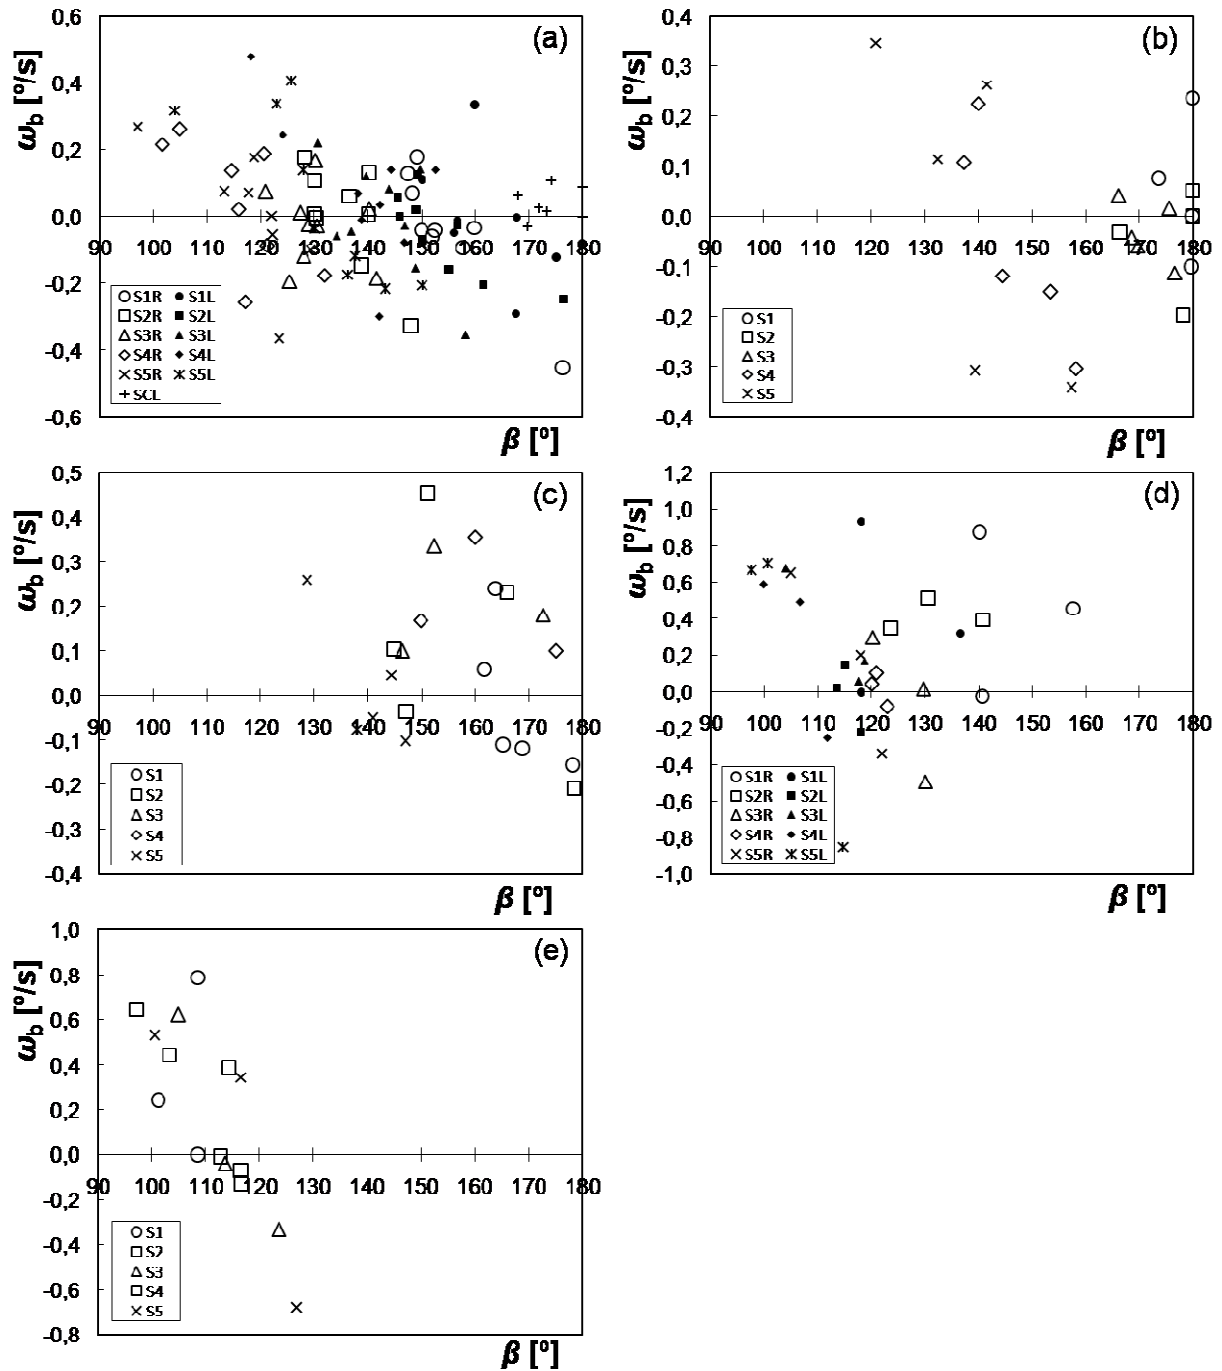 (a)
ω_b [º/s]
0,6
0,4
0,2
0,0
-0,2
-0,4
-0,6
90 100 110 120 130 140 150 160 170 180
S1R S1L
S2R S2L
S3R S3L
S4R S4L
S5R S5L
SCL
β [º]
(b)
ω_b [º/s]
0,4
0,3
0,2
0,1
0,0
-0,1
-0,2
-0,3
-0,4
90 100 110 120 130 140 150 160 170 180
S1
S2
S3
S4
S5
β [º]
(c)
ω_b [º/s]
0,5
0,4
0,3
0,2
0,1
0,0
-0,1
-0,2
-0,3
-0,4
90 100 110 120 130 140 150 160 170 180
S1
S2
S3
S4
S5
β [º]
(d)
ω_b [º/s]
1,2
1,0
0,8
0,6
0,4
0,2
0,0
-0,2
-0,4
-0,6
-0,8
-1,0
90 100 110 120 130 140 150 160 170 180
S1R S1L
S2R S2L
S3R S3L
S4R S4L
S5R S5L
β [º]
(e)
ω_b [º/s]
1,0
0,8
0,6
0,4
0,2
0,0
-0,2
-0,4
-0,6
-0,8
90 100 110 120 130 140 150 160 170 180
S1
S2
S3
S4
S5
β [º]